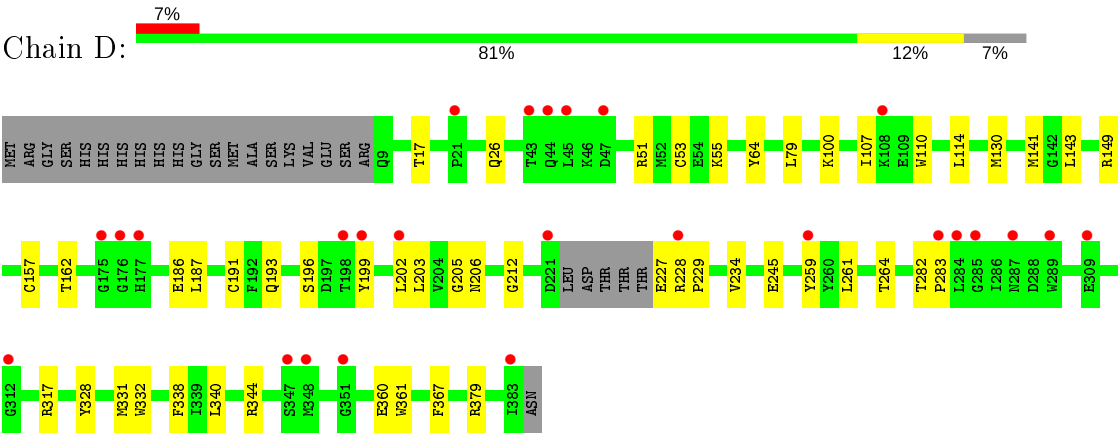 7%
Chain D:
81% 12% 7%
MET ARG GLY SER HIS HIS HIS HIS HIS HIS GLY SER MET ALA SER LYS VAL GLU SER ARG Q9 T17 P21 Q26 T43 Q44 L45 K46 D47 R51 M52 C53 E54 K55 Y64 L79 K100 I107 K108 E109 W110 L114 M130 M141 G142 L143 R149
C157 T162 G175 G176 H177 E186 L187 C191 F192 Q193 S196 D197 T198 Y199 L202 L203 V204 G205 N206 G212 D221 LEU ASP THR THR THR E227 R228 P229 V234 E245 Y259 Y260 L261 T264 T282 P283 L284 G285 I286 N287 D288 W289 E309
G312 R317 Y328 M331 W332 F338 I339 L340 R344 S347 M348 G351 E360 W361 F367 R379 I383 ASN